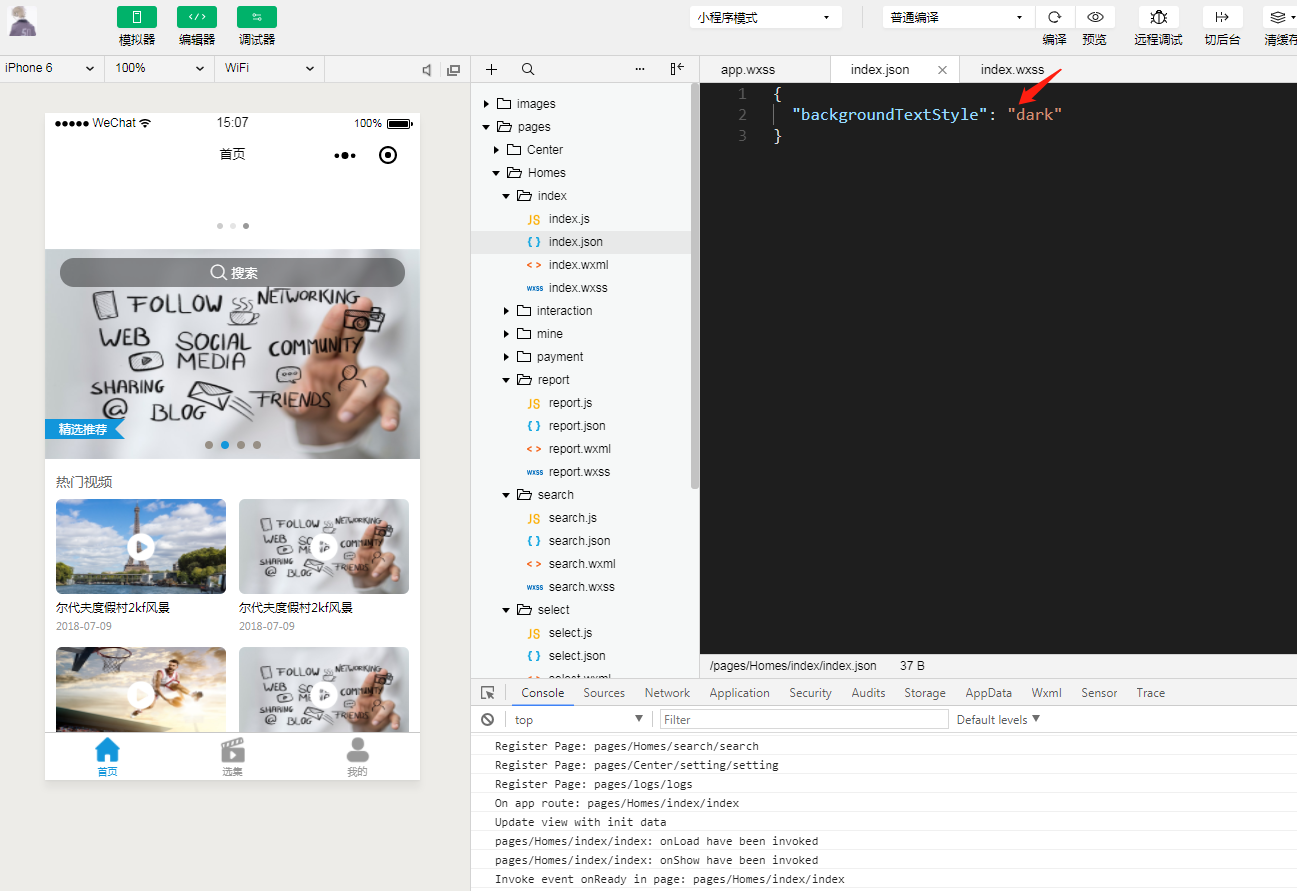 小程序模式
普通编译
模拟器
编辑器
调试器
编译
预览
远程调试
切后台
清缓存
iPhone 6
100%
WiFi
WeChat
15:07
100%
首页
搜索
FOLLOW
NETWORKING
WEB
SOCIAL
MEDIA
COMMUNITY
SHARING
@
BLOG
FRIENDS
精选推荐
热门视频
尔代夫度假村2kf风景
2018-07-09
尔代夫度假村2kf风景
2018-07-09
首页
选集
我的
images
pages
Center
Homes
index
JS index.js
{ } index.json
< > index.wxml
wxss index.wxss
interaction
mine
payment
report
JS report.js
{ } report.json
< > report.wxml
wxss report.wxss
search
JS search.js
{ } search.json
< > search.wxml
wxss search.wxss
select
JS select.js
{ } select.json
select.wxml
app.wxss
index.json
index.wxss
1 {
2 "backgroundTextStyle": "dark"
3 }
/pages/Homes/index/index.json
37 B
Console
Sources
Network
Application
Security
Audits
Storage
AppData
Wxml
Sensor
Trace
top
Filter
Default levels
Register Page: pages/Homes/search/search
Register Page: pages/Center/setting/setting
Register Page: pages/logs/logs
On app route: pages/Homes/index/index
Update view with init data
pages/Homes/index/index: onLoad have been invoked
pages/Homes/index/index: onShow have been invoked
Invoke event onReady in page: pages/Homes/index/index